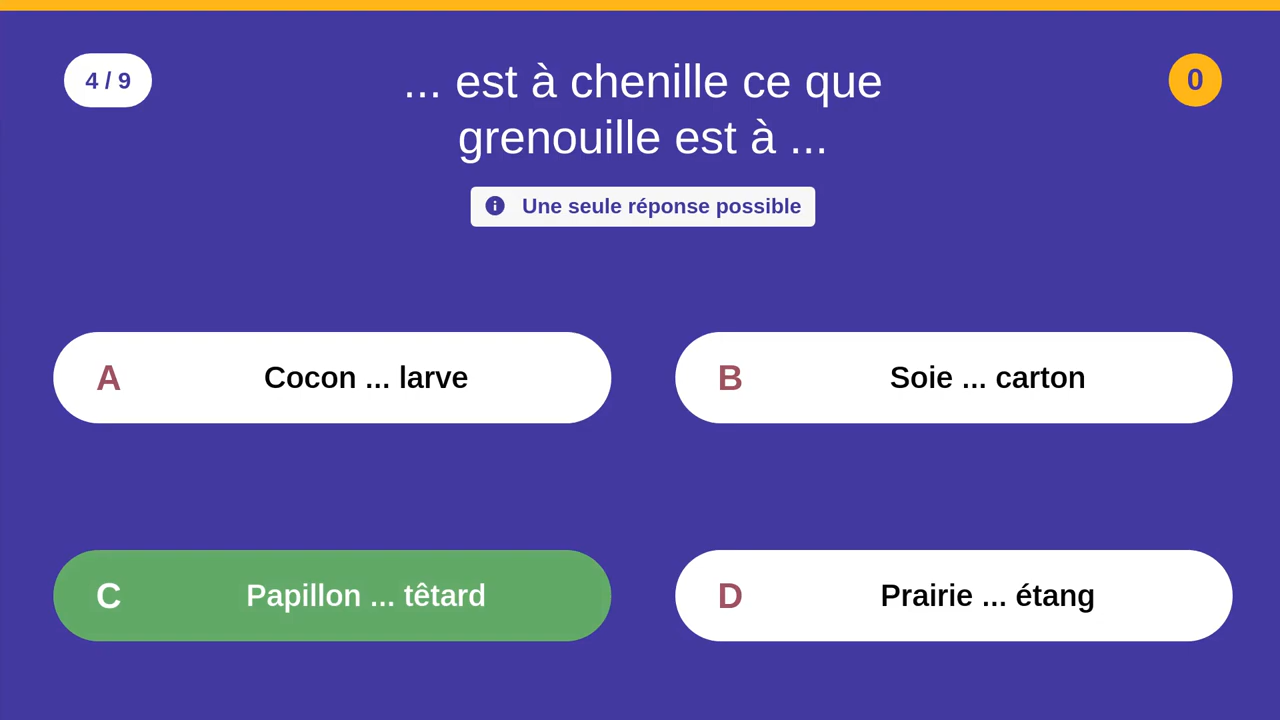 4 / 9
... est à chenille ce que
grenouille est à ...
0
Une seule réponse possible
A Cocon ... larve
B Soie ... carton
C Papillon ... têtard
D Prairie ... étang